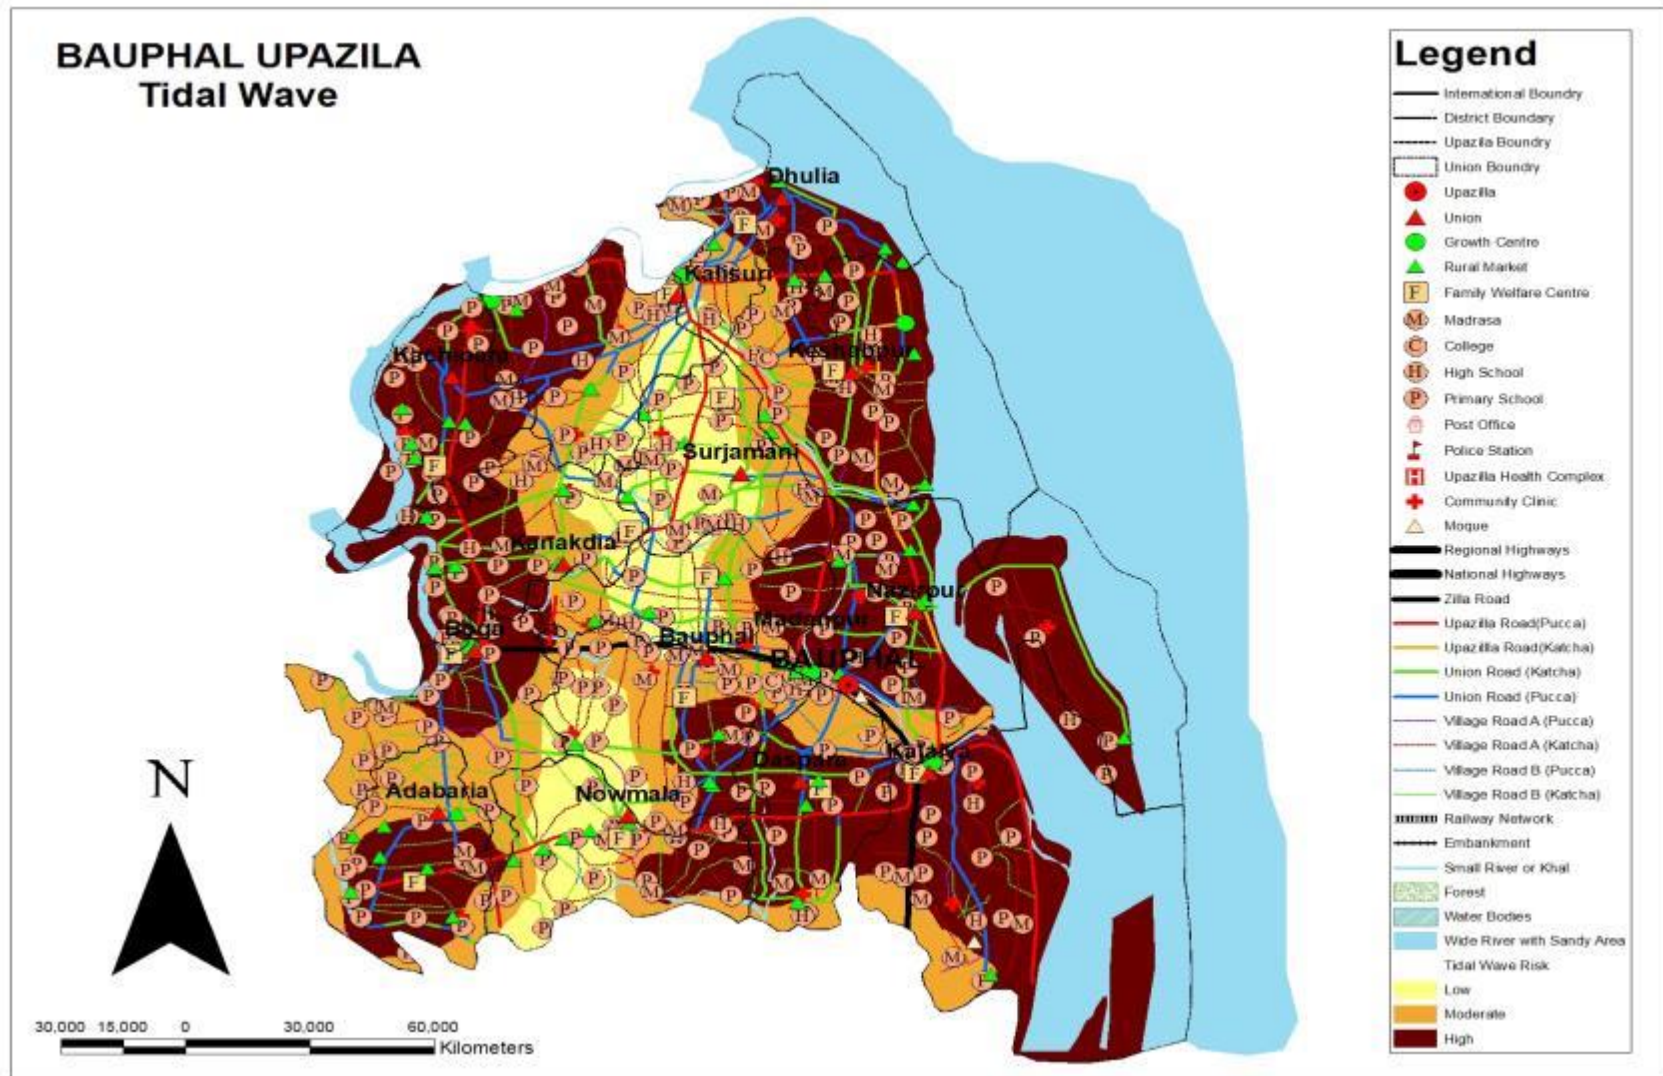 BAUPHAL UPAZILA
Tidal Wave
Dhulia
Kalisuri
Keshabpur
Surjamani
Kanakdia
Nazirpur
Madanpur
Boga
Bauphal
BAUPHAL
Kalaiya
Daspara
Adabaria
Nowmala
N
30,000 15,000 0 30,000 60,000
Kilometers
Legend
International Boundry
District Boundary
Upazila Boundry
Union Boundry
Upazilla
Union
Growth Centre
Rural Market
F Family Welfare Centre
M Madrasa
C College
H High School
P Primary School
Post Office
Police Station
H Upazilla Health Complex
Community Clinic
Moque
Regional Highways
National Highways
Zilla Road
Upazilla Road(Pucca)
Upazillla Road(Katcha)
Union Road (Katcha)
Union Road (Pucca)
Village Road A (Pucca)
Village Road A (Katcha)
Village Road B (Pucca)
Village Road B (Katcha)
Railway Network
Embankment
Small River or Khal
Forest
Water Bodies
Wide River with Sandy Area
Tidal Wave Risk
Low
Moderate
High